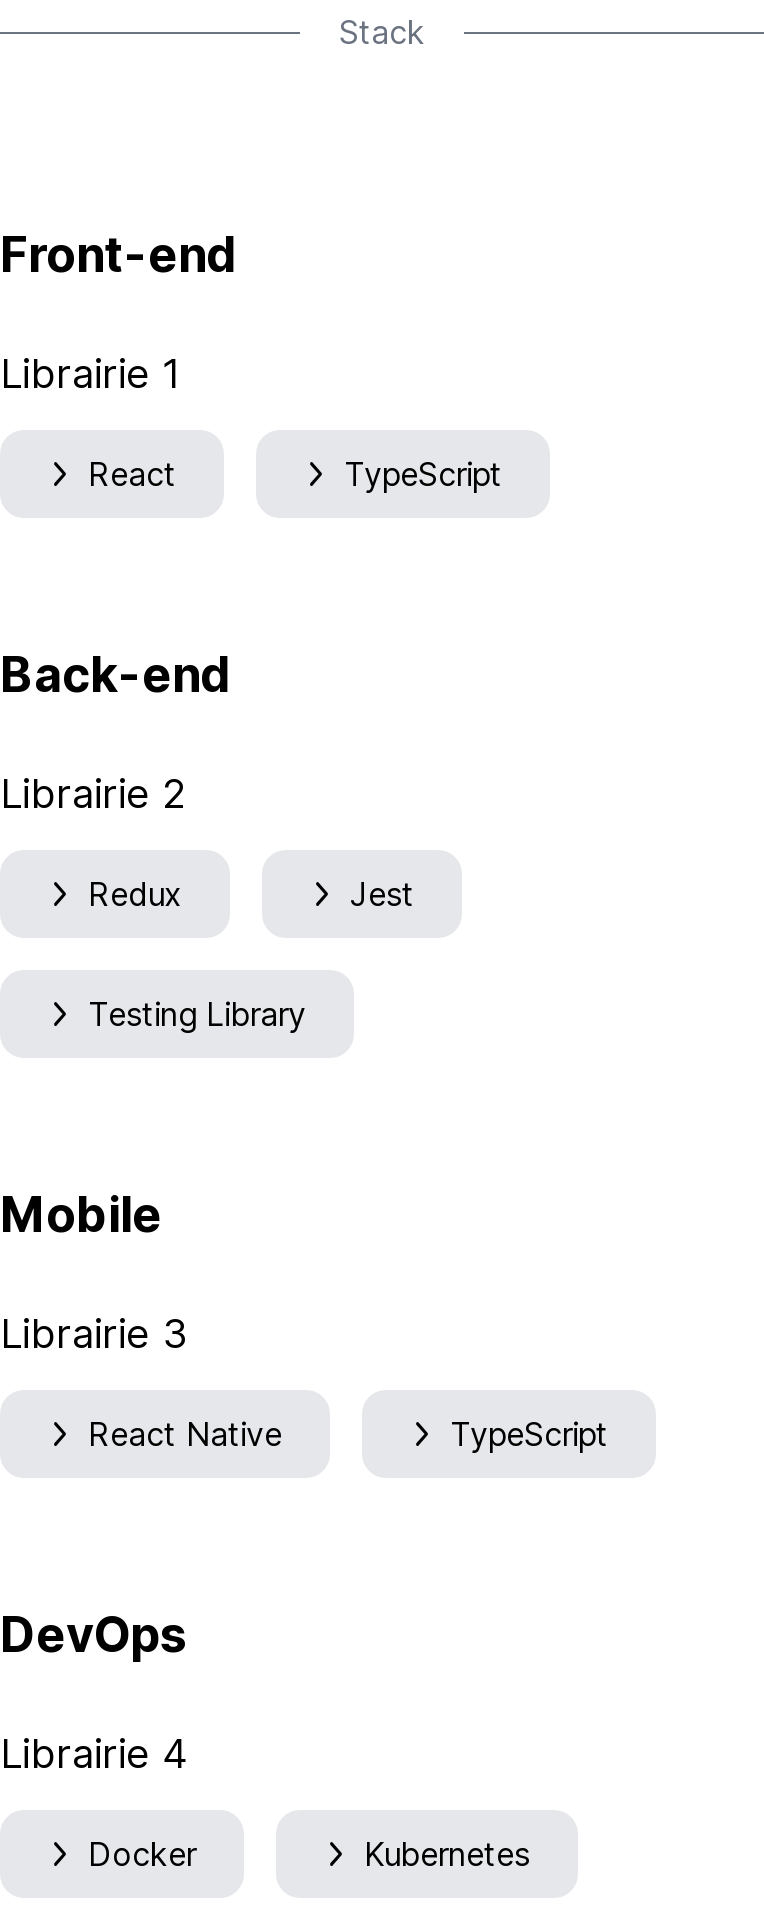 Stack
Front-end
Librairie 1
React TypeScript
Back-end
Librairie 2
Redux Jest
Testing Library
Mobile
Librairie 3
React Native TypeScript
DevOps
Librairie 4
Docker Kubernetes